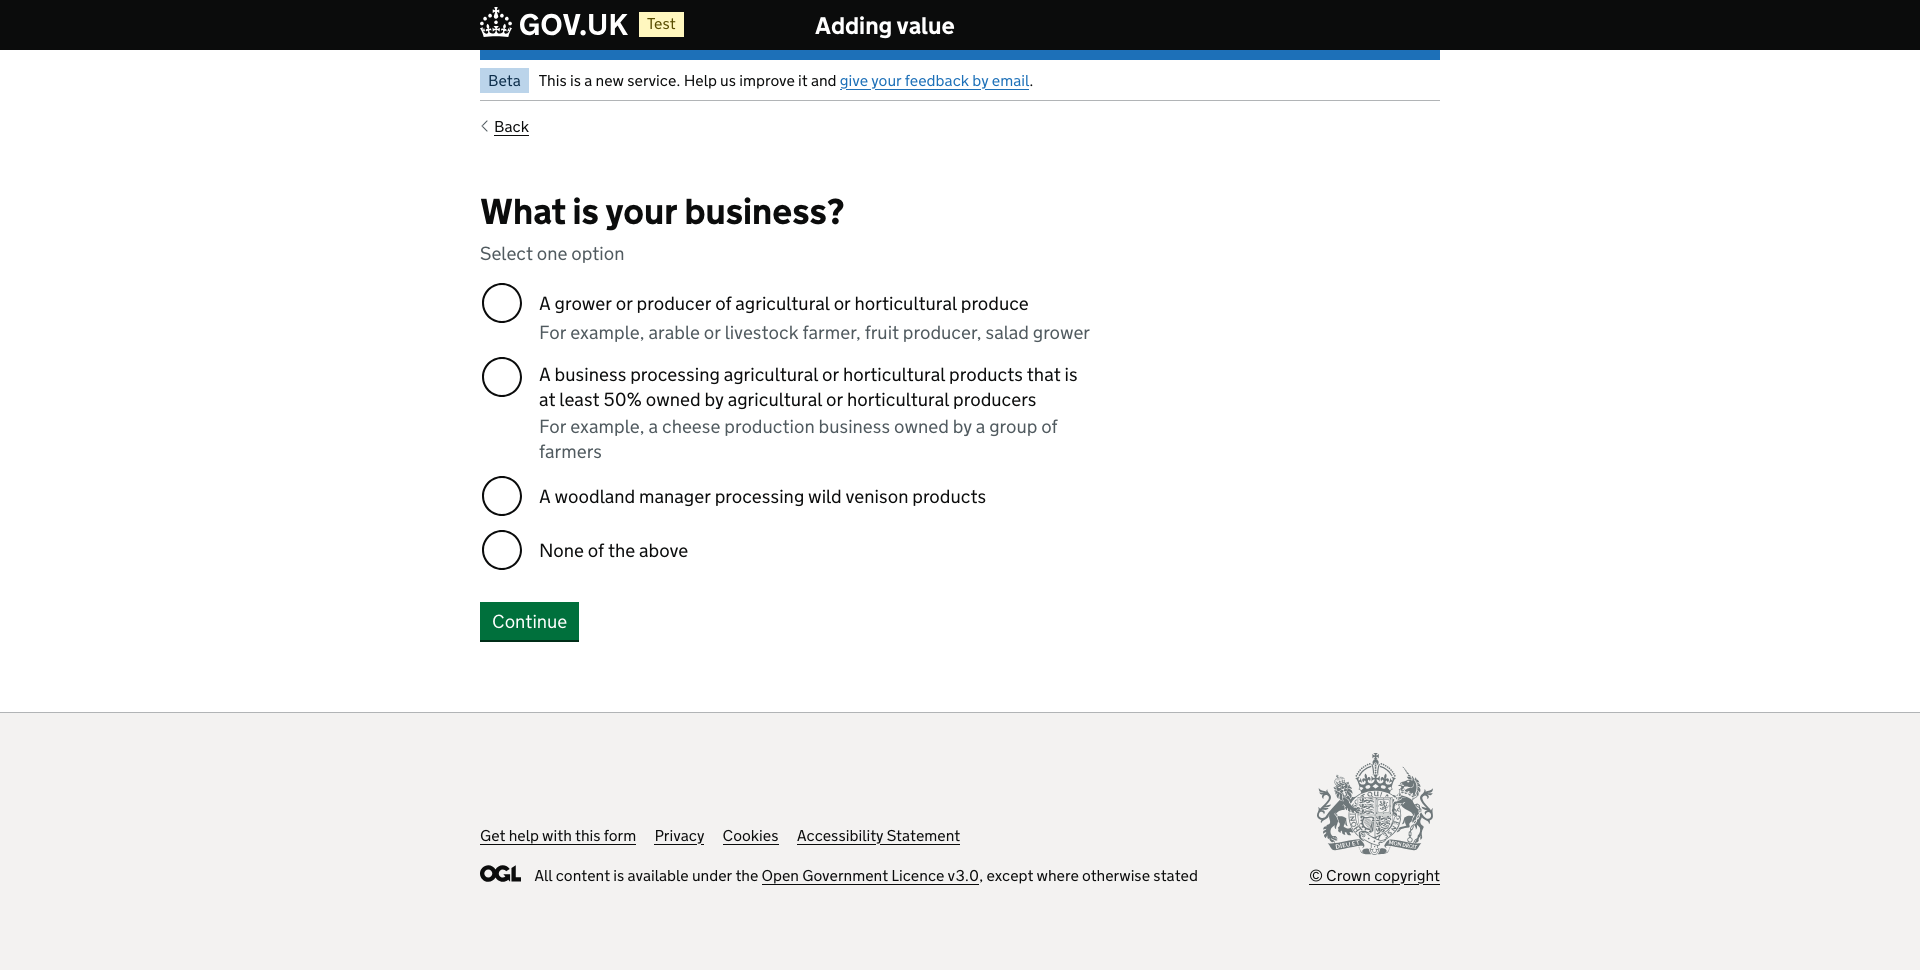 GOV.UK Test Adding value
Beta This is a new service. Help us improve it and give your feedback by email.
Back
What is your business?
Select one option
A grower or producer of agricultural or horticultural produce
For example, arable or livestock farmer, fruit producer, salad grower
A business processing agricultural or horticultural products that is
at least 50% owned by agricultural or horticultural producers
For example, a cheese production business owned by a group of
farmers
A woodland manager processing wild venison products
None of the above
Continue
Get help with this form Privacy Cookies Accessibility Statement
OGL All content is available under the Open Government Licence v3.0, except where otherwise stated
DIEU ET MON DROIT
© Crown copyright